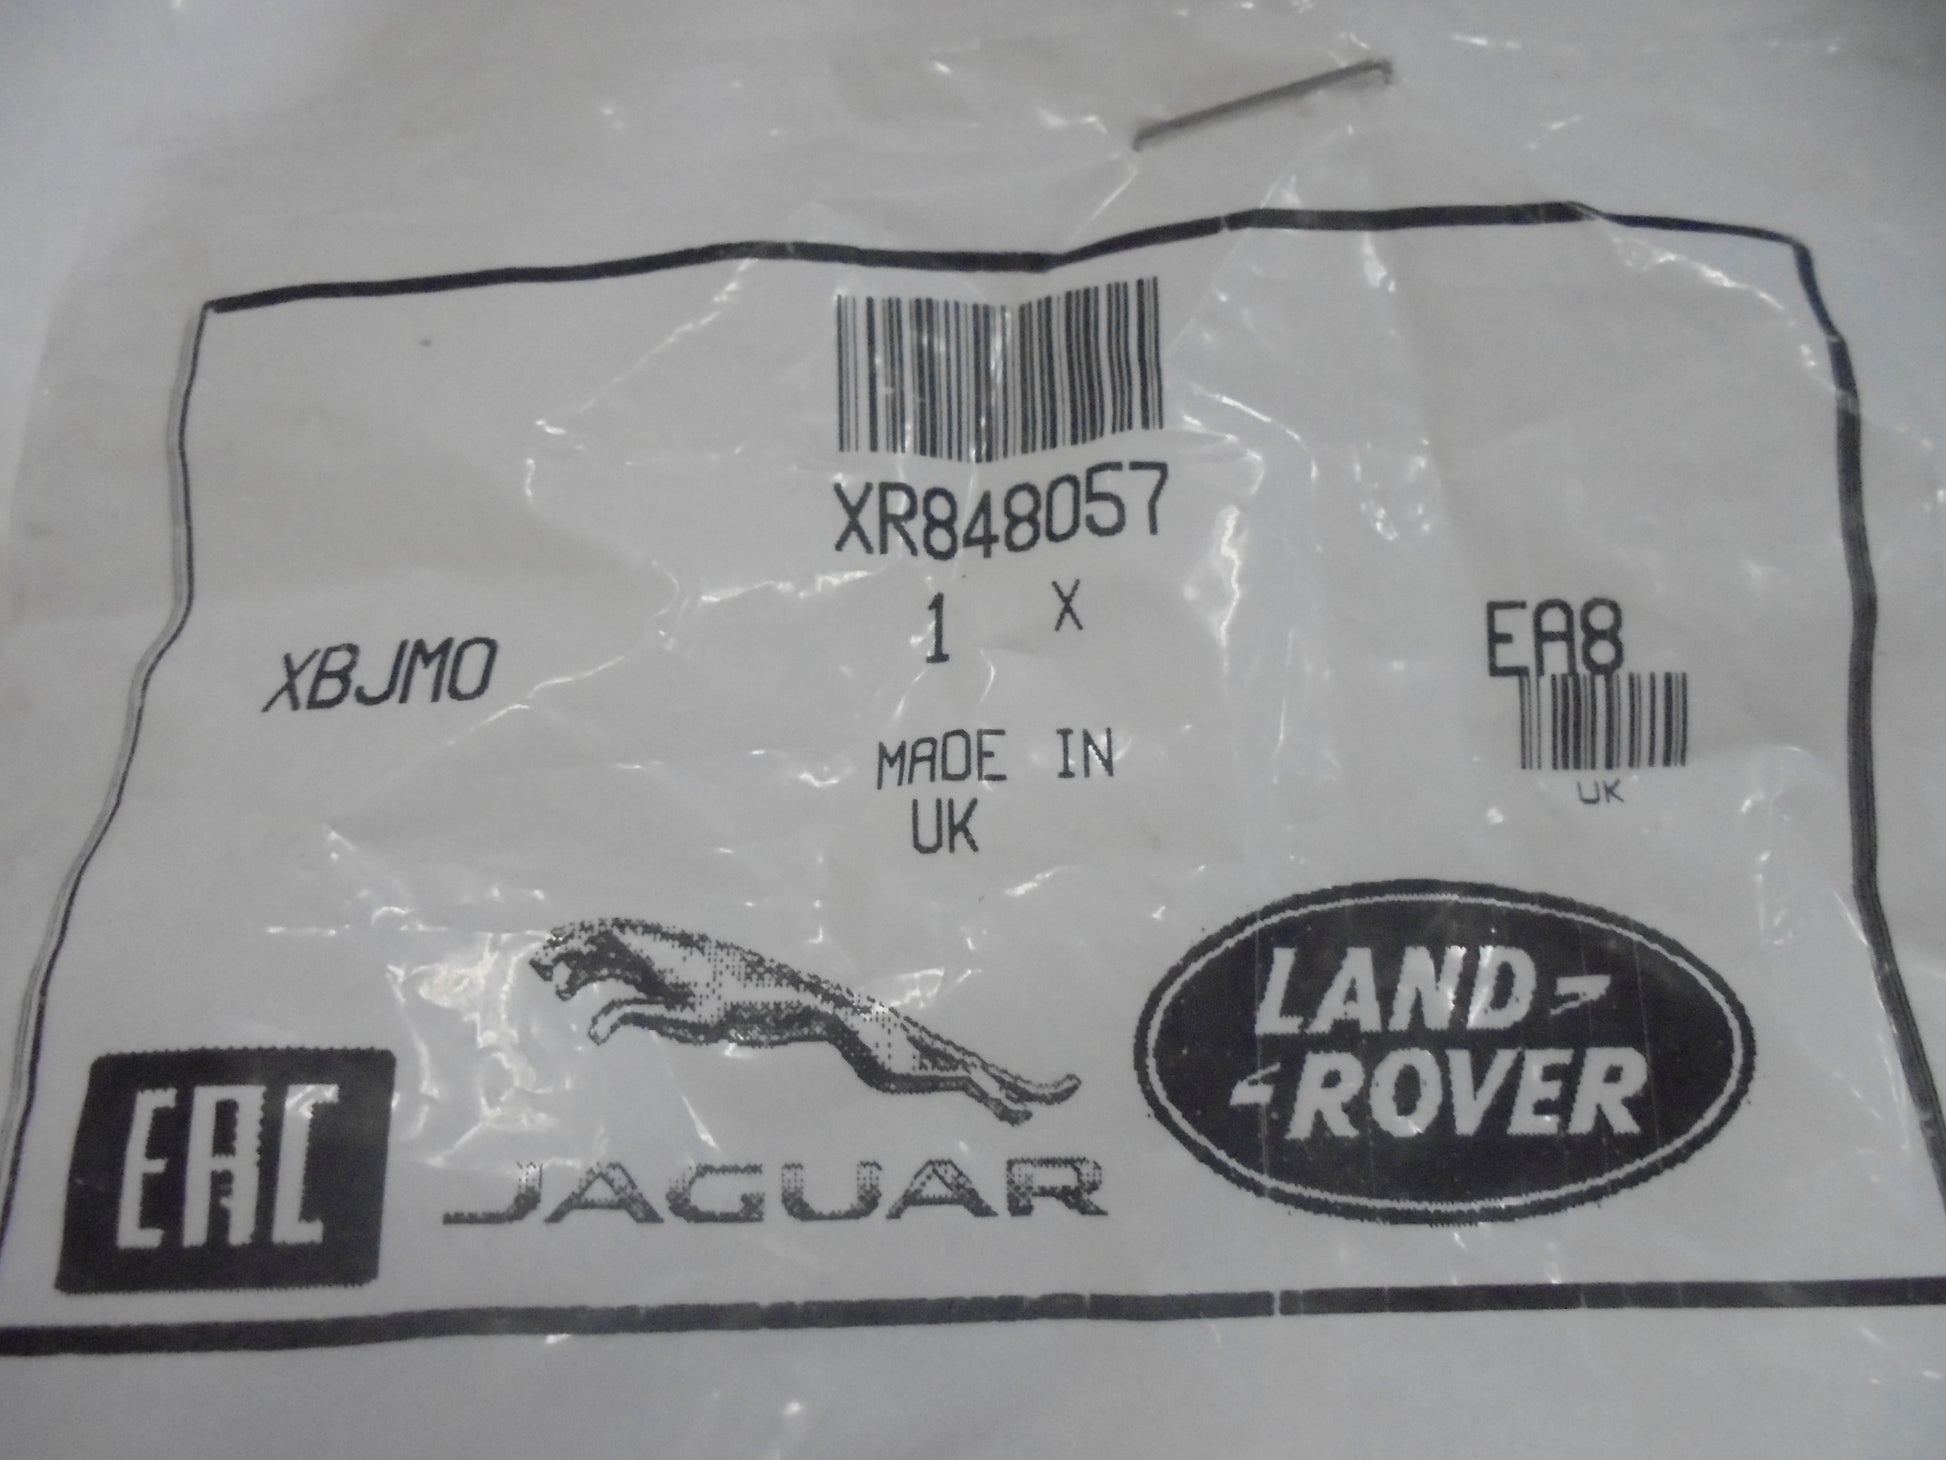 XR848057
1 X
XBJMO
EA8
MADE IN
UK
UK
EAC
JAGUAR
LAND-
-ROVER